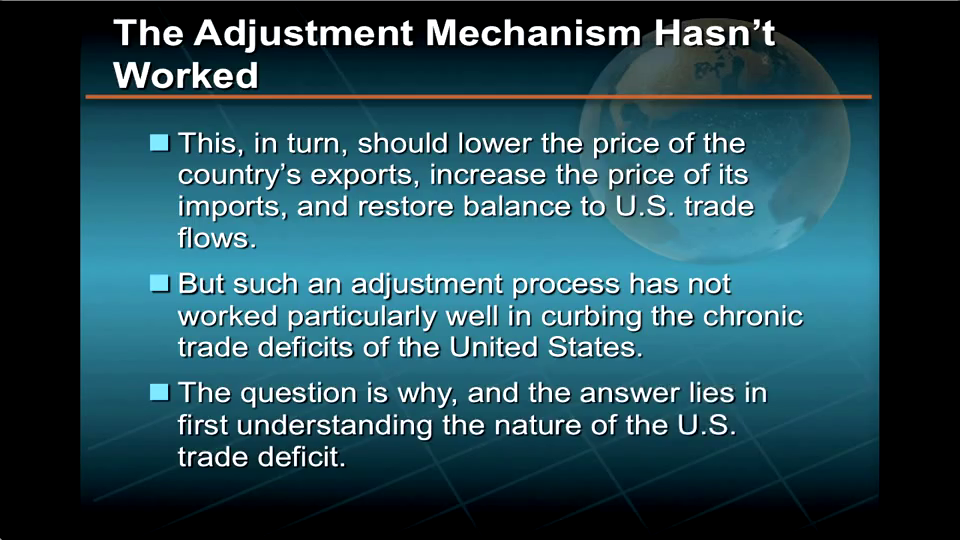 The Adjustment Mechanism Hasn’t
Worked
This, in turn, should lower the price of the
country’s exports, increase the price of its
imports, and restore balance to U.S. trade
flows.
But such an adjustment process has not
worked particularly well in curbing the chronic
trade deficits of the United States.
The question is why, and the answer lies in
first understanding the nature of the U.S.
trade deficit.